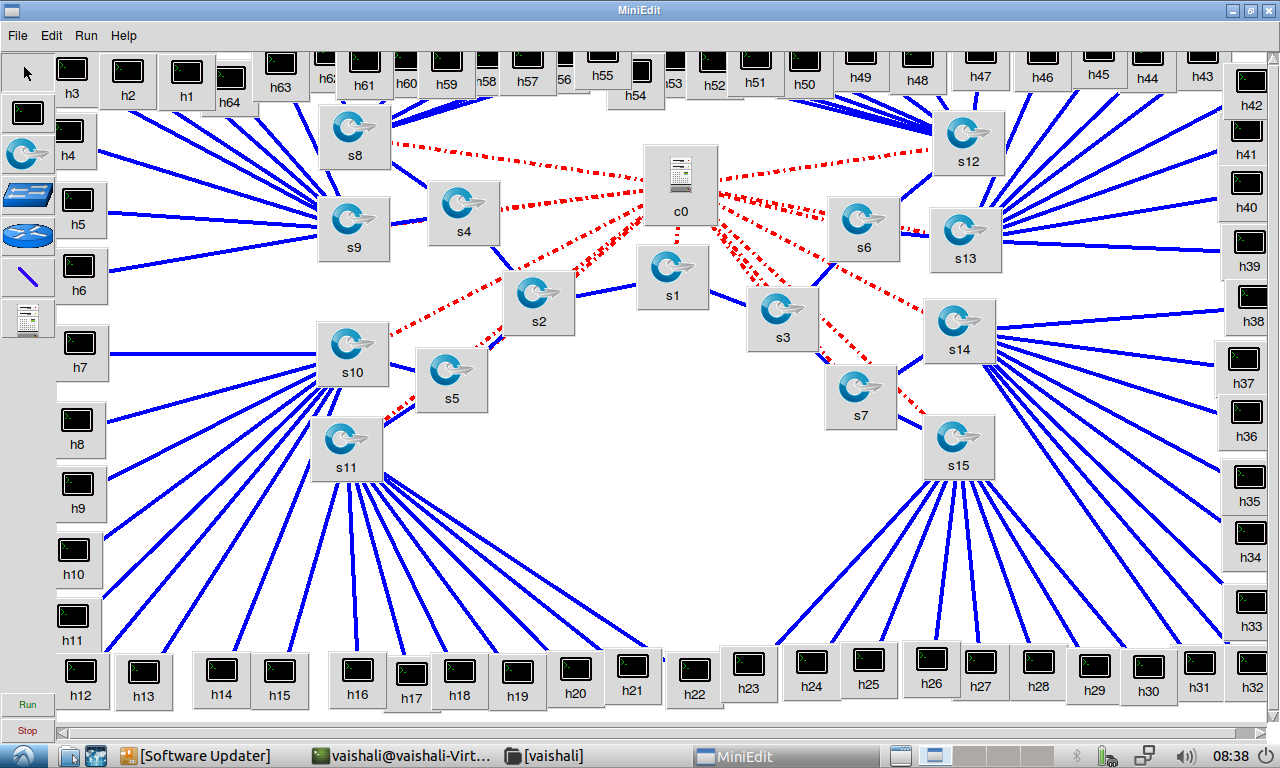 MiniEdit
File Edit Run Help
h3 h2 h1 h64 h63 h62 h61 h60 h59 h58 h57 56 h55 h54 h53 h52 h51 h50 h49 h48 h47 h46 h45 h44 h43
h42
s8 c0 s12
h4 h41
h5 s9 s4 s6 s13 h40
h6 h39
s2 s1 s3 s14 h38
h7 s10 s5 s7 h37
h8 h36
s11 s15
h9 h35
h10 h34
h11 h33
h12 h13 h14 h15 h16 h17 h18 h19 h20 h21 h22 h23 h24 h25 h26 h27 h28 h29 h30 h31 h32
Run
Stop
[Software Updater] vaishali@vaishali-Virt... [vaishali] MiniEdit 08:38